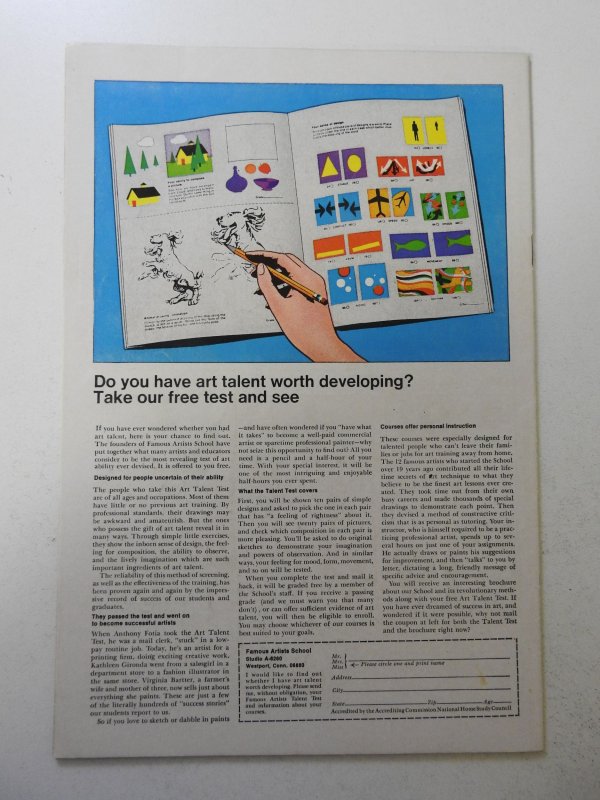 Your sense of design
Do you have art talent worth developing?
Take our free test and see
If you have ever wondered whether you had
art talent, here is your chance to find out.
The founders of Famous Artists School have
put together what many artists and educators
consider to be the most revealing test of art
ability ever devised. It is offered to you free.
Designed for people uncertain of their ability
The people who take this Art Talent Test
are of all ages and occupations. Most of them
have little or no previous art training. By
professional standards, their drawings may
be awkward and amateurish. But the ones
who possess the gift of art talent reveal it in
many ways. Through simple little exercises,
they show the inborn sense of design, the feel-
ing for composition, the ability to observe,
and the lively imagination which are such
important ingredients of art talent.
The reliability of this method of screening,
as well as the effectiveness of the training, has
been proven again and again by the impres-
sive record of success of our students and
graduates.
They passed the test and went on
to become successful artists
When Anthony Fotia took the Art Talent
Test, he was mail clerk, "stuck" in a low-
pay routine job. Today, he's an artist for a
printing firm, doing exciting creative work.
Kathleen Gironda went from a salesgirl in a
department store to a fashion illustrator in
the same store. Virginia Bartter, a farmer's
wife and mother of three, now sells just about
everything she paints. These are just a few
of the literally hundreds of "success stories"
our students report to us.
So if you love to sketch or dabble in paints
—and have often wondered if you "have what
it takes" to become a well-paid commercial
artist or sparetime professional painter—why
not seize this opportunity to find out? All you
need is a pencil and a half-hour of your
time. With your special interest, it will be
one of the most intriguing and enjoyable
half-hours you ever spent.
What the Talent Test covers
First, you will be shown ten pairs of simple
designs and asked to pick the one in each pair
that has "a feeling of rightness" about it.
Then you will see twenty pairs of pictures,
and check which composition in each pair is
more pleasing. You'll be asked to do original
sketches to demonstrate your imagination
and powers of observation. And in similar
ways, your feeling for mood, form, movement,
and so on will be tested.
When you complete the test and mail it
back, it will be graded free by a member of
the School's staff. If you receive a passing
grade (and we must warn you that many
don't), or can offer sufficient evidence of art
talent, you will then be eligible to enroll.
You may choose whichever of our courses is
best suited to your goals.
Courses offer personal instruction
These courses were especially designed for
talented people who can't leave their fami-
lies or jobs for art training away from home.
The 12 famous artists who started the School
over 19 years ago contributed all their life-
time secrets of art technique to what they
believe to be the finest art lessons ever cre-
ated. They took time out from their own
busy careers and made thousands of special
drawings to demonstrate each point. Then
they devised a method of constructive criti-
cism that is as personal as tutoring. Your in-
structor, who is himself required to be a prac-
ticing professional artist, spends up to sev-
eral hours on just one of your assignments.
He actually draws or paints his suggestions
for improvement, and then "talks" to you by
letter, dictating a long, friendly message of
specific advice and encouragement.
You will receive an interesting brochure
about our School and its revolutionary meth-
ods along with your free Art Talent Test. If
you have ever dreamed of success in art, and
wondered if it were possible, why not mail
the coupon at left for both the Talent Test
and the brochure right now?
Famous Artists School
Studio A-6260
Westport, Conn. 06880
I would like to find out
whether I have art talent
worth developing. Please send
me, without obligation, your
Famous Artists Talent Test
and information about your
courses.
Mr.
Mrs.
Miss
Please circle one and print name
Address
City
State Zip Age
Accredited by the Accrediting Commission National Home Study Council